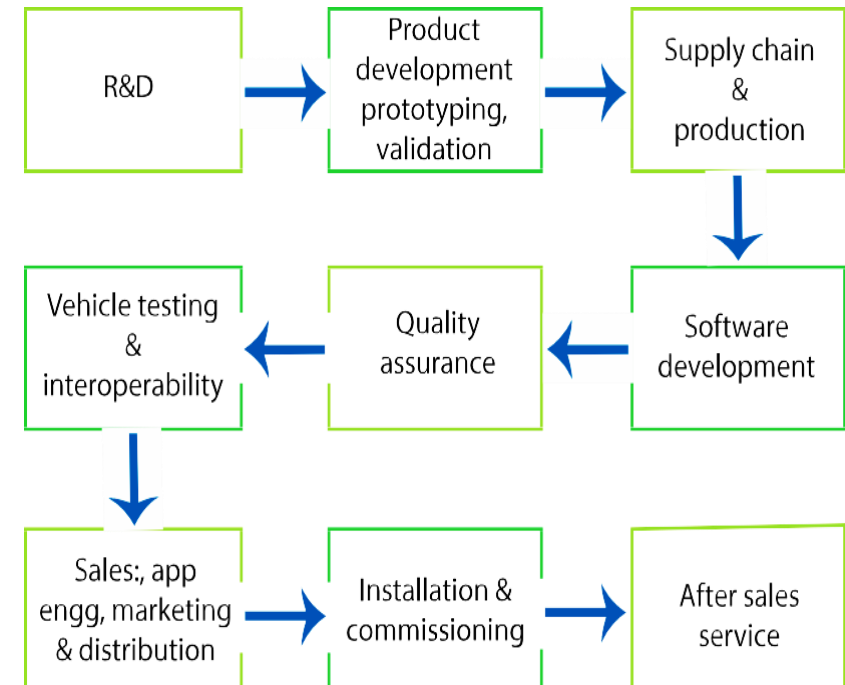 R&D
Product
development
prototyping,
validation
Supply chain
&
production
Software
development
Quality
assurance
Vehicle testing
&
interoperability
Sales:, app
engg, marketing
& distribution
Installation &
commissioning
After sales
service